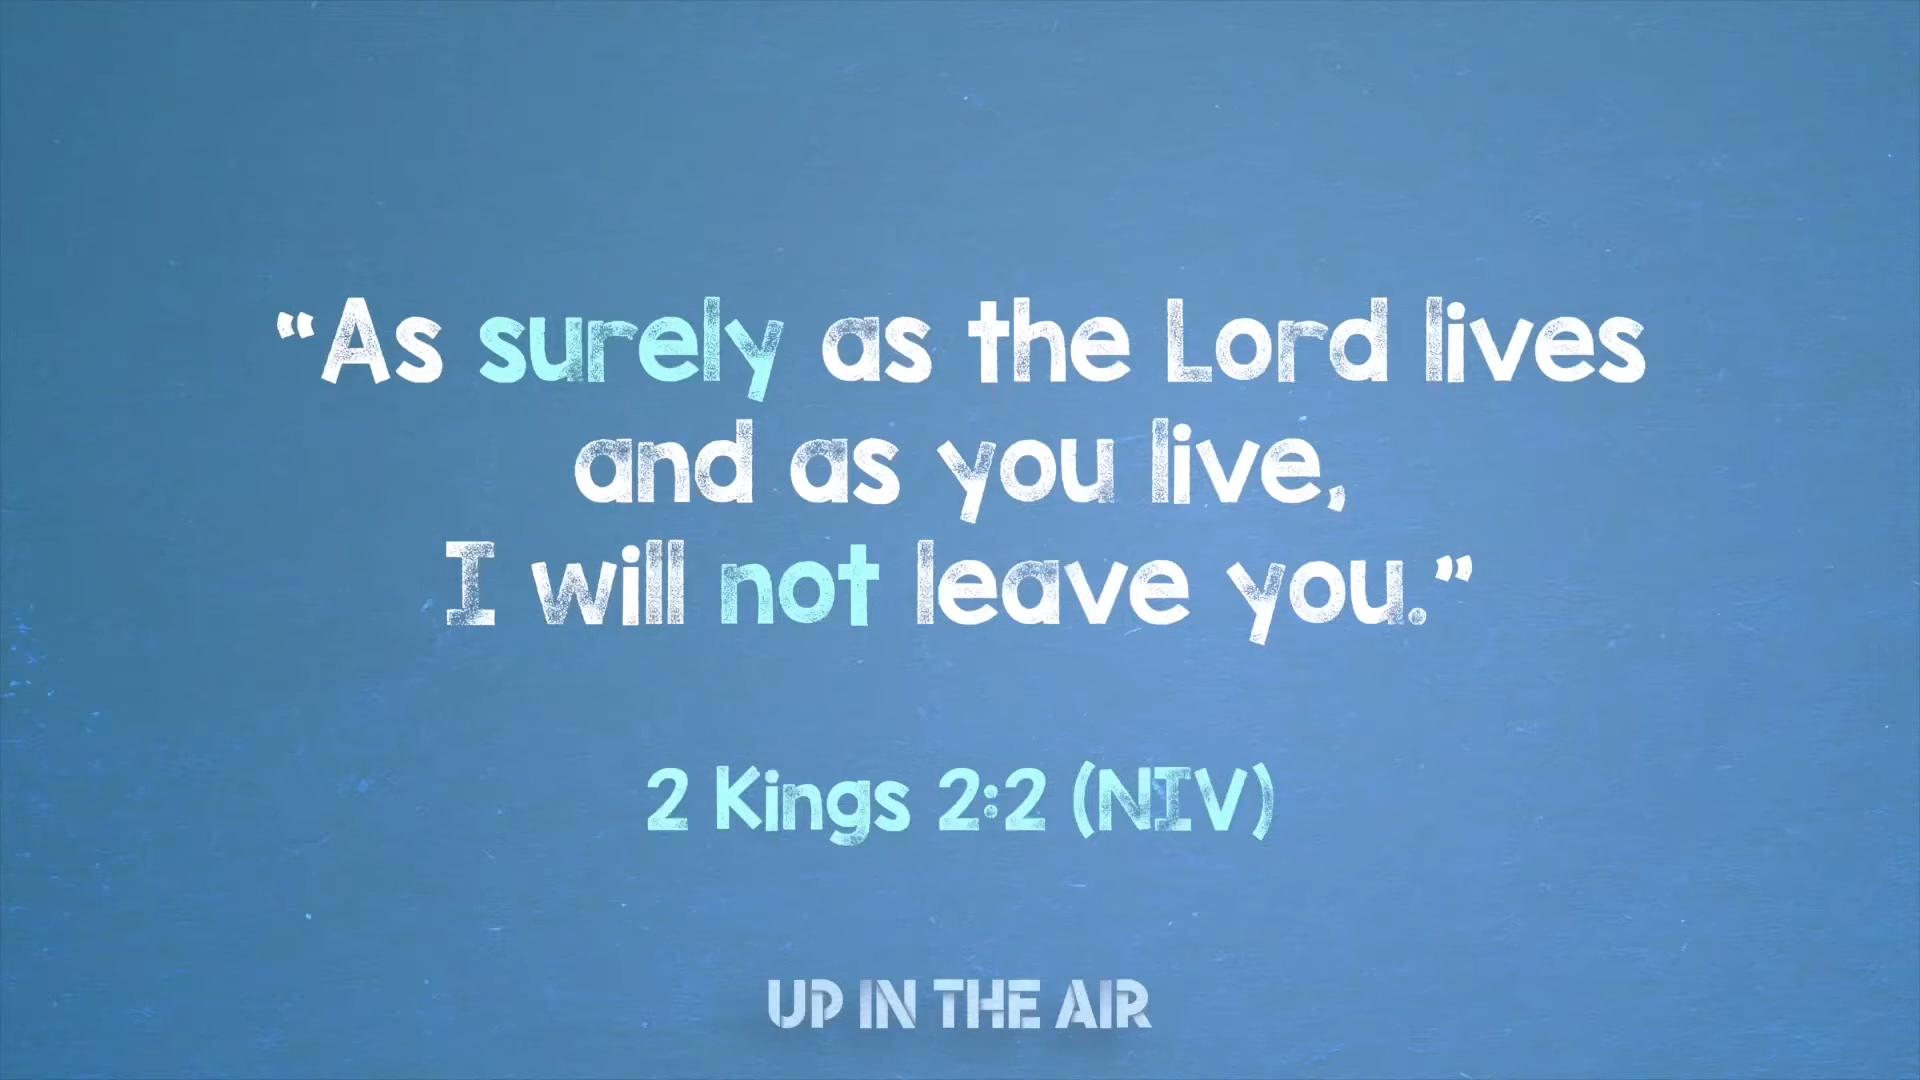 “As surely as the Lord lives
and as you live,
I will not leave you.”
2 Kings 2:2 (NIV)
UP IN THE AIR